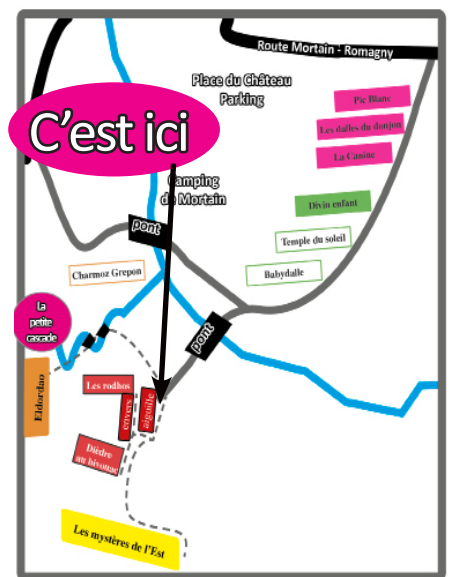 Route Mortain - Romagny
Place du Château
Parking
Pic Blanc
Les dalles du donjon
La Canine
C'est ici
Camping
de Mortain
Divin enfant
pont
Temple du soleil
Charmoz Grepon
Babydalle
La
petite
cascade
pont
Eldordao
Les rodhos
envers
aiguille
Dièdre
au bivouac
Les mystères de l'Est